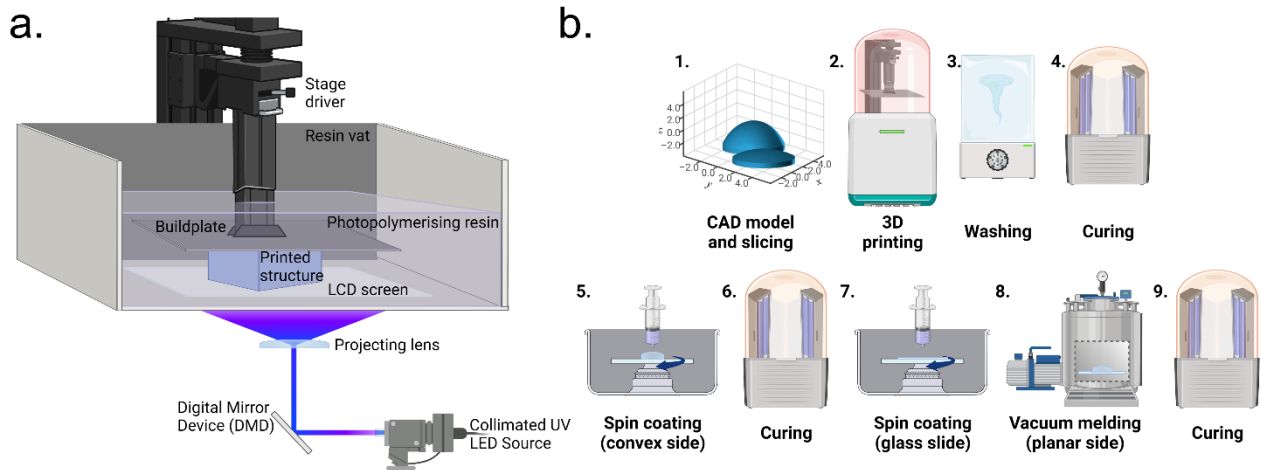 a.
Stage
driver
Resin vat
Buildplate
Photopolymerising resin
Printed
structure
LCD screen
Projecting lens
Digital Mirror
Device (DMD)
Collimated UV
LED Source
b.
1.
4.0
2.0
0.0
−2.0
z
−2.0
0.0
2.0
4.0
y
−2.0
0.0
2.0
4.0
x
CAD model
and slicing
2.
3D
printing
3.
Washing
4.
Curing
5.
Spin coating
(convex side)
6.
Curing
7.
Spin coating
(glass slide)
8.
Vacuum melding
(planar side)
9.
Curing